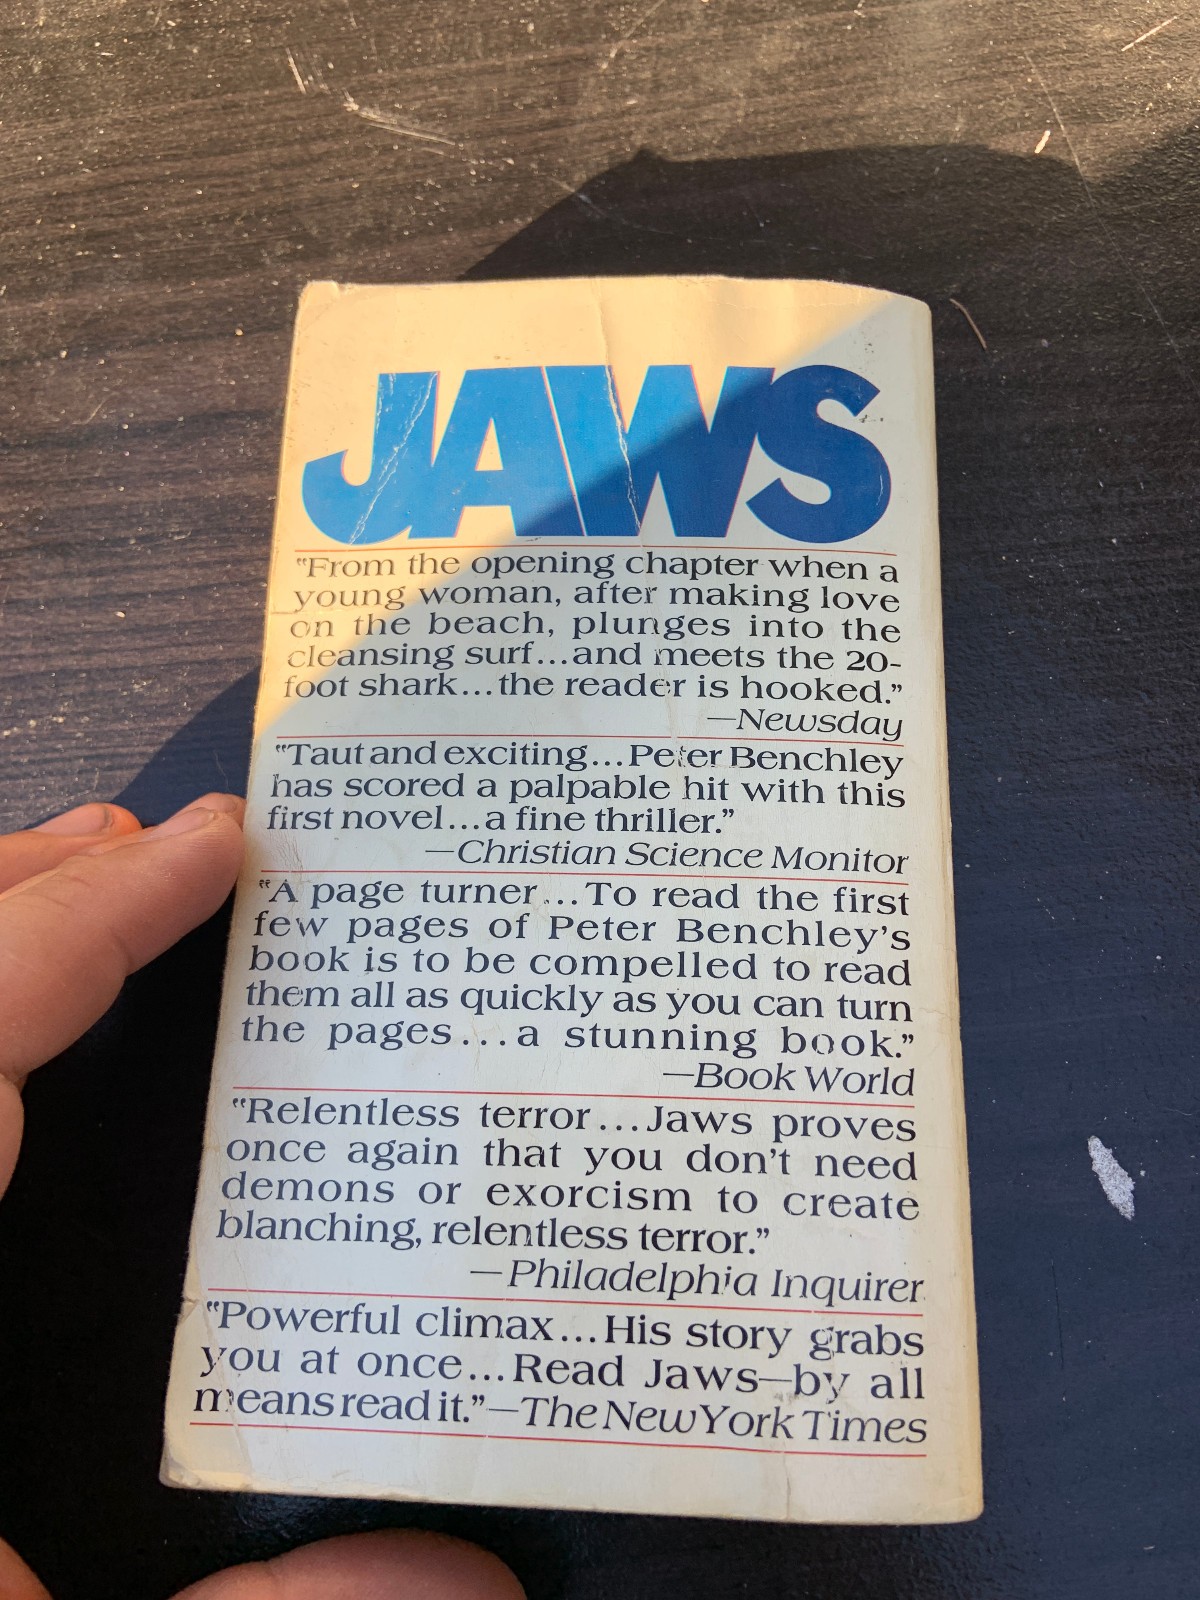 JAWS
"From the opening chapter when a
young woman, after making love
on the beach, plunges into the
cleansing surf...and meets the 20-
foot shark...the reader is hooked."
—Newsday
"Taut and exciting...Peter Benchley
has scored a palpable hit with this
first novel...a fine thriller."
—Christian Science Monitor
"A page turner...To read the first
few pages of Peter Benchley's
book is to be compelled to read
them all as quickly as you can turn
the pages...a stunning book."
—Book World
"Relentless terror...Jaws proves
once again that you don't need
demons or exorcism to create
blanching, relentless terror."
—Philadelphia Inquirer
"Powerful climax...His story grabs
you at once...Read Jaws—by all
means read it."—The New York Times